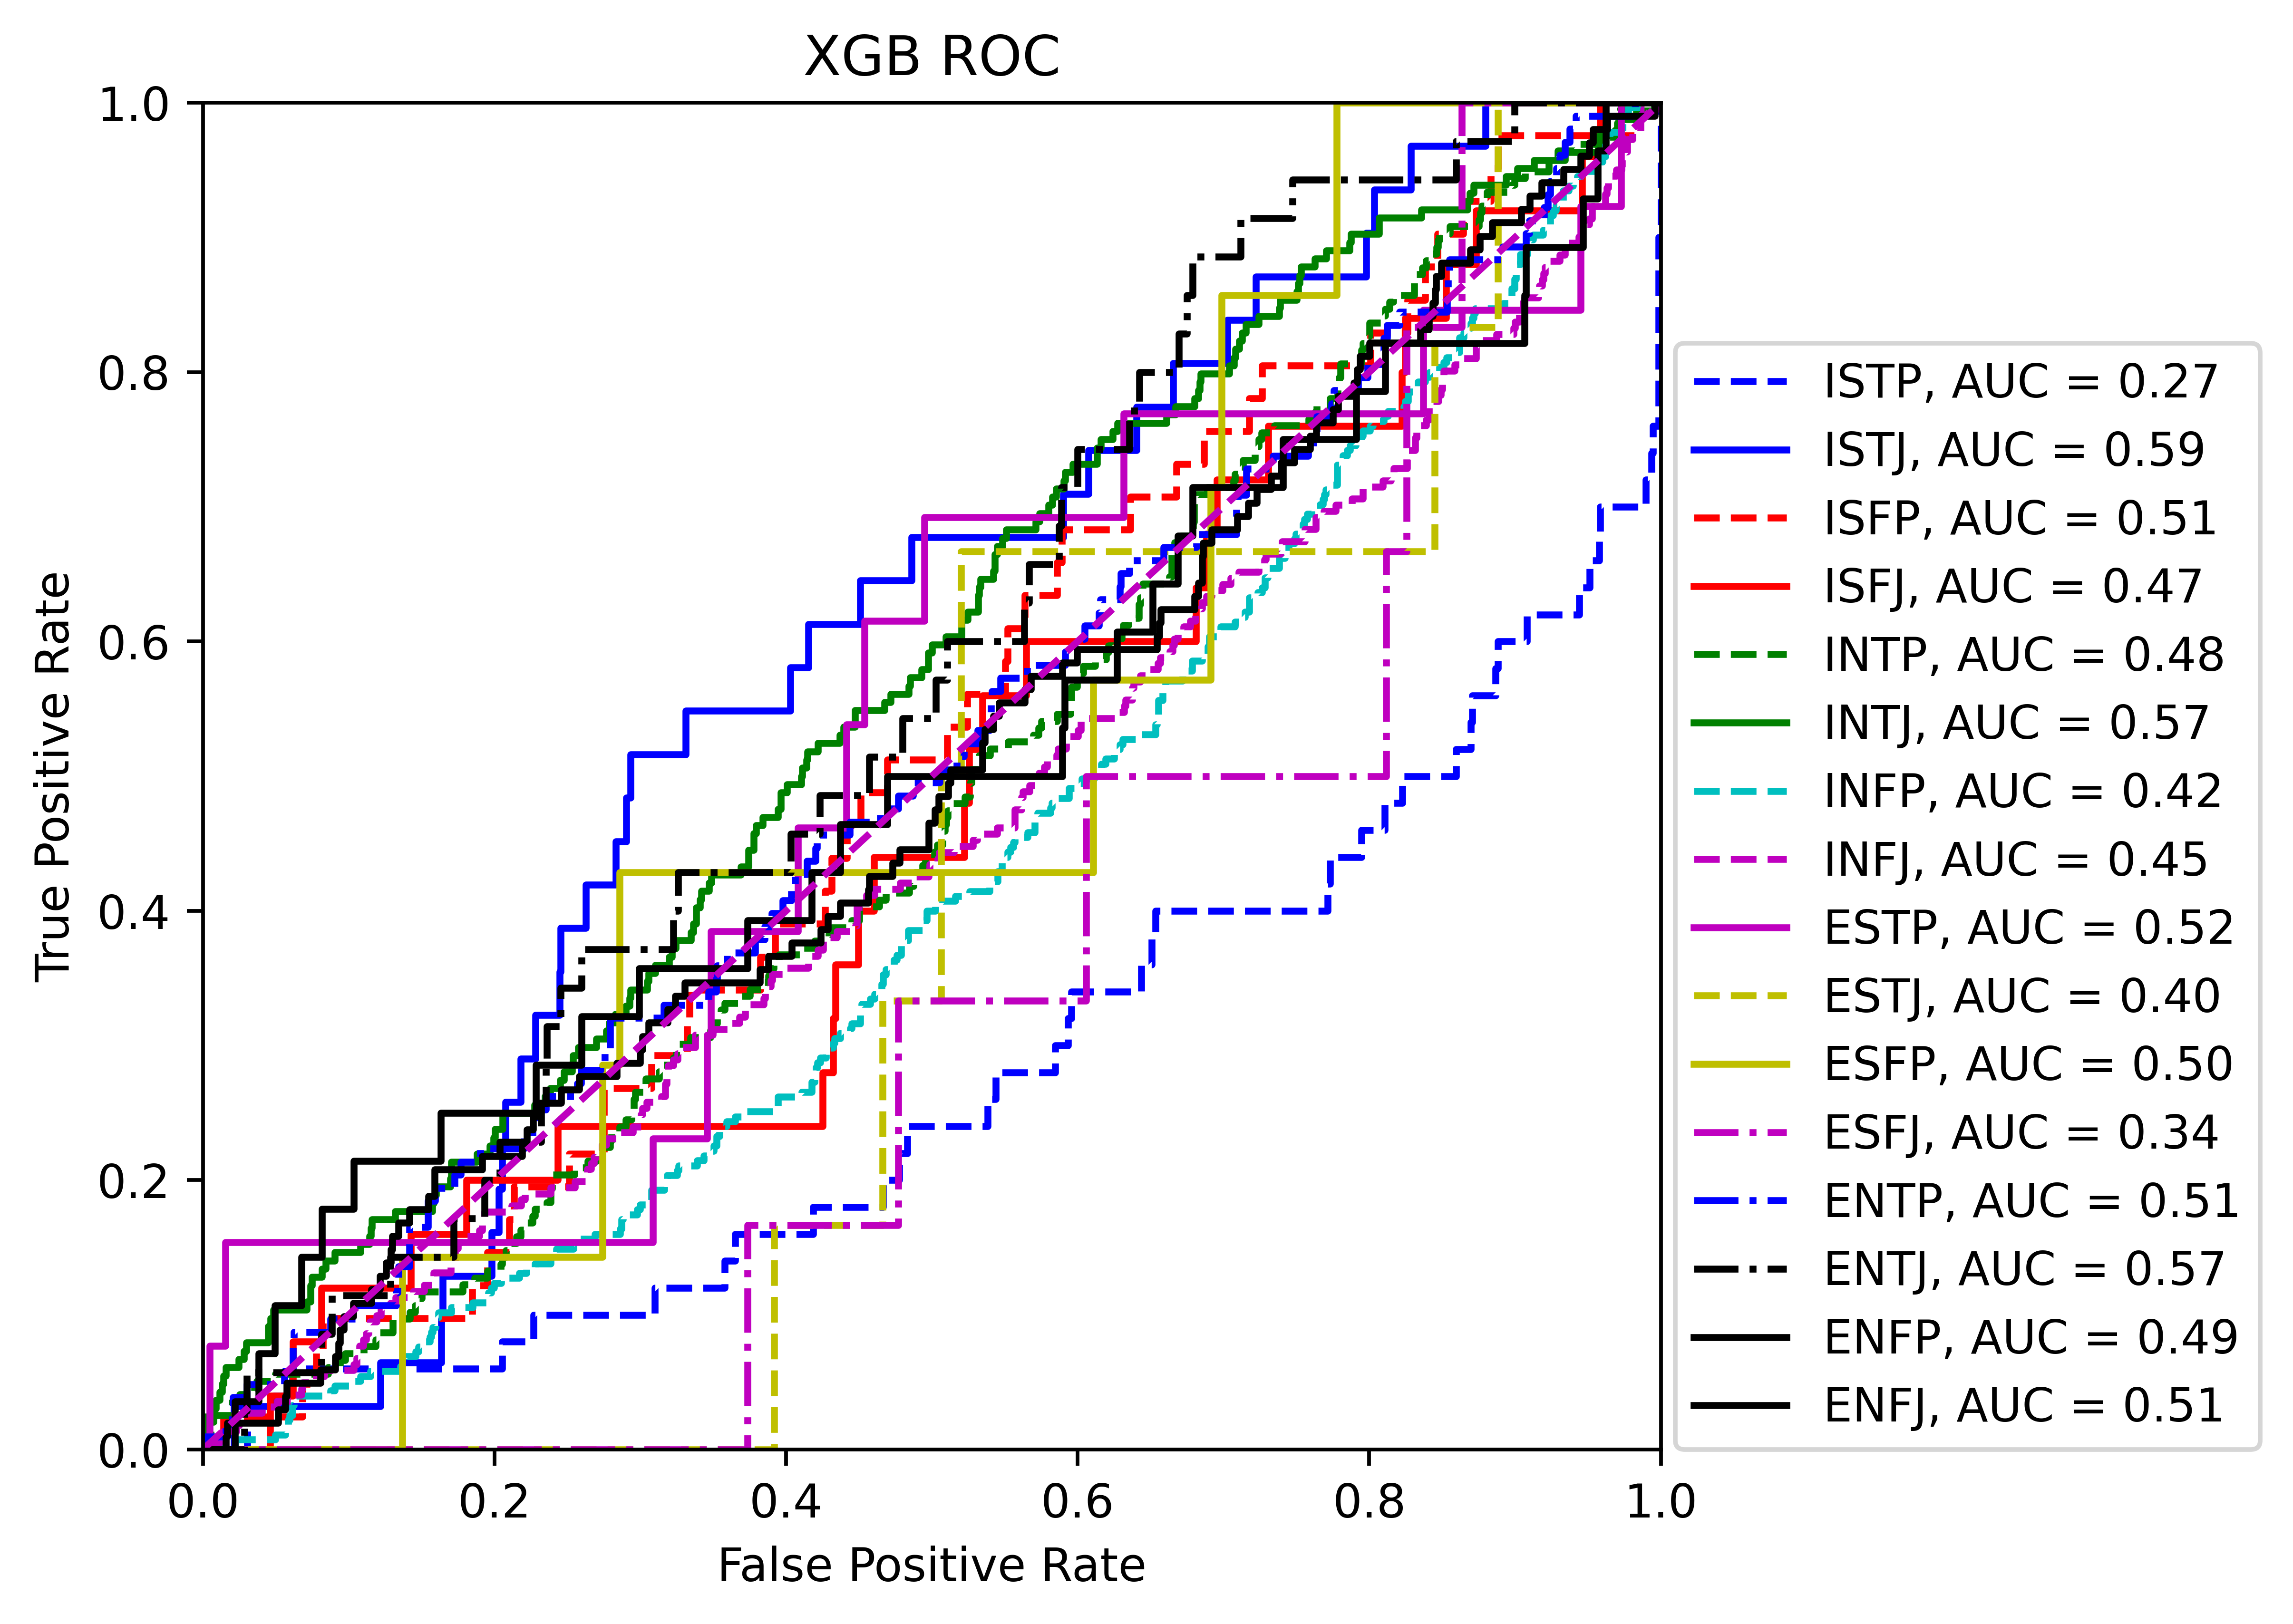 XGB ROC
1.0
0.8
0.6
0.4
0.2
0.0
True Positive Rate
0.0 0.2 0.4 0.6 0.8 1.0
False Positive Rate
ISTP, AUC = 0.27
ISTJ, AUC = 0.59
ISFP, AUC = 0.51
ISFJ, AUC = 0.47
INTP, AUC = 0.48
INTJ, AUC = 0.57
INFP, AUC = 0.42
INFJ, AUC = 0.45
ESTP, AUC = 0.52
ESTJ, AUC = 0.40
ESFP, AUC = 0.50
ESFJ, AUC = 0.34
ENTP, AUC = 0.51
ENTJ, AUC = 0.57
ENFP, AUC = 0.49
ENFJ, AUC = 0.51